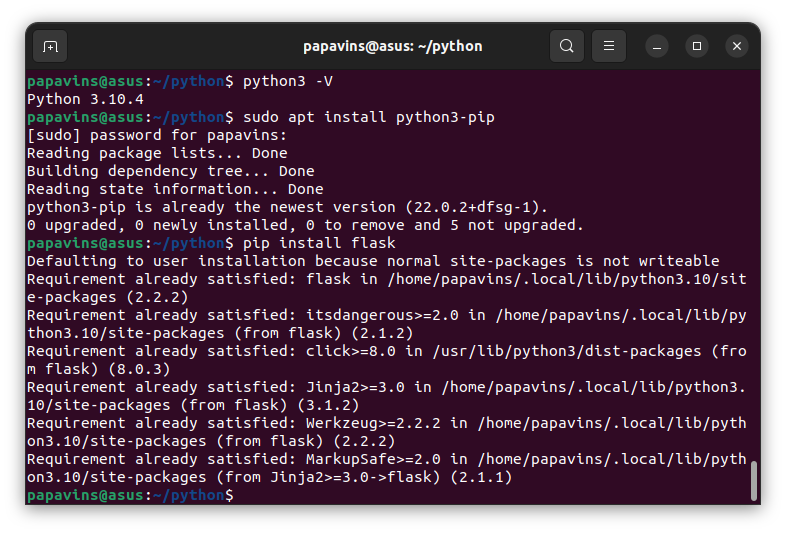 papavins@asus: ~/python
papavins@asus:~/python$ python3 -V
Python 3.10.4
papavins@asus:~/python$ sudo apt install python3-pip
[sudo] password for papavins:
Reading package lists... Done
Building dependency tree... Done
Reading state information... Done
python3-pip is already the newest version (22.0.2+dfsg-1).
0 upgraded, 0 newly installed, 0 to remove and 5 not upgraded.
papavins@asus:~/python$ pip install flask
Defaulting to user installation because normal site-packages is not writeable
Requirement already satisfied: flask in /home/papavins/.local/lib/python3.10/sit
e-packages (2.2.2)
Requirement already satisfied: itsdangerous>=2.0 in /home/papavins/.local/lib/py
thon3.10/site-packages (from flask) (2.1.2)
Requirement already satisfied: click>=8.0 in /usr/lib/python3/dist-packages (fro
m flask) (8.0.3)
Requirement already satisfied: Jinja2>=3.0 in /home/papavins/.local/lib/python3.
10/site-packages (from flask) (3.1.2)
Requirement already satisfied: Werkzeug>=2.2.2 in /home/papavins/.local/lib/pyth
on3.10/site-packages (from flask) (2.2.2)
Requirement already satisfied: MarkupSafe>=2.0 in /home/papavins/.local/lib/pyth
on3.10/site-packages (from Jinja2>=3.0->flask) (2.1.1)
papavins@asus:~/python$